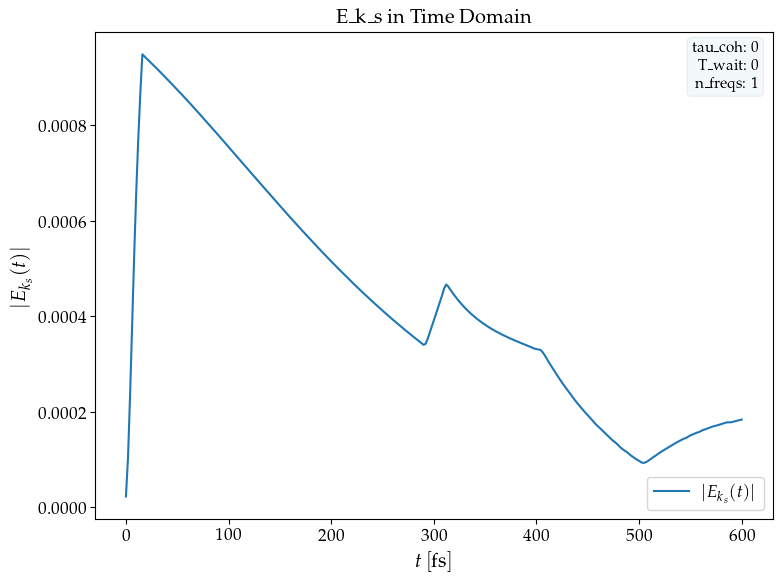 E_k_s in Time Domain
tau_coh: 0
T_wait: 0
n_freqs: 1
|E_{k_s}(t)|
0.0008
0.0006
0.0004
0.0002
0.0000
|E_{k_s}(t)|
0 100 200 300 400 500 600
t [fs]